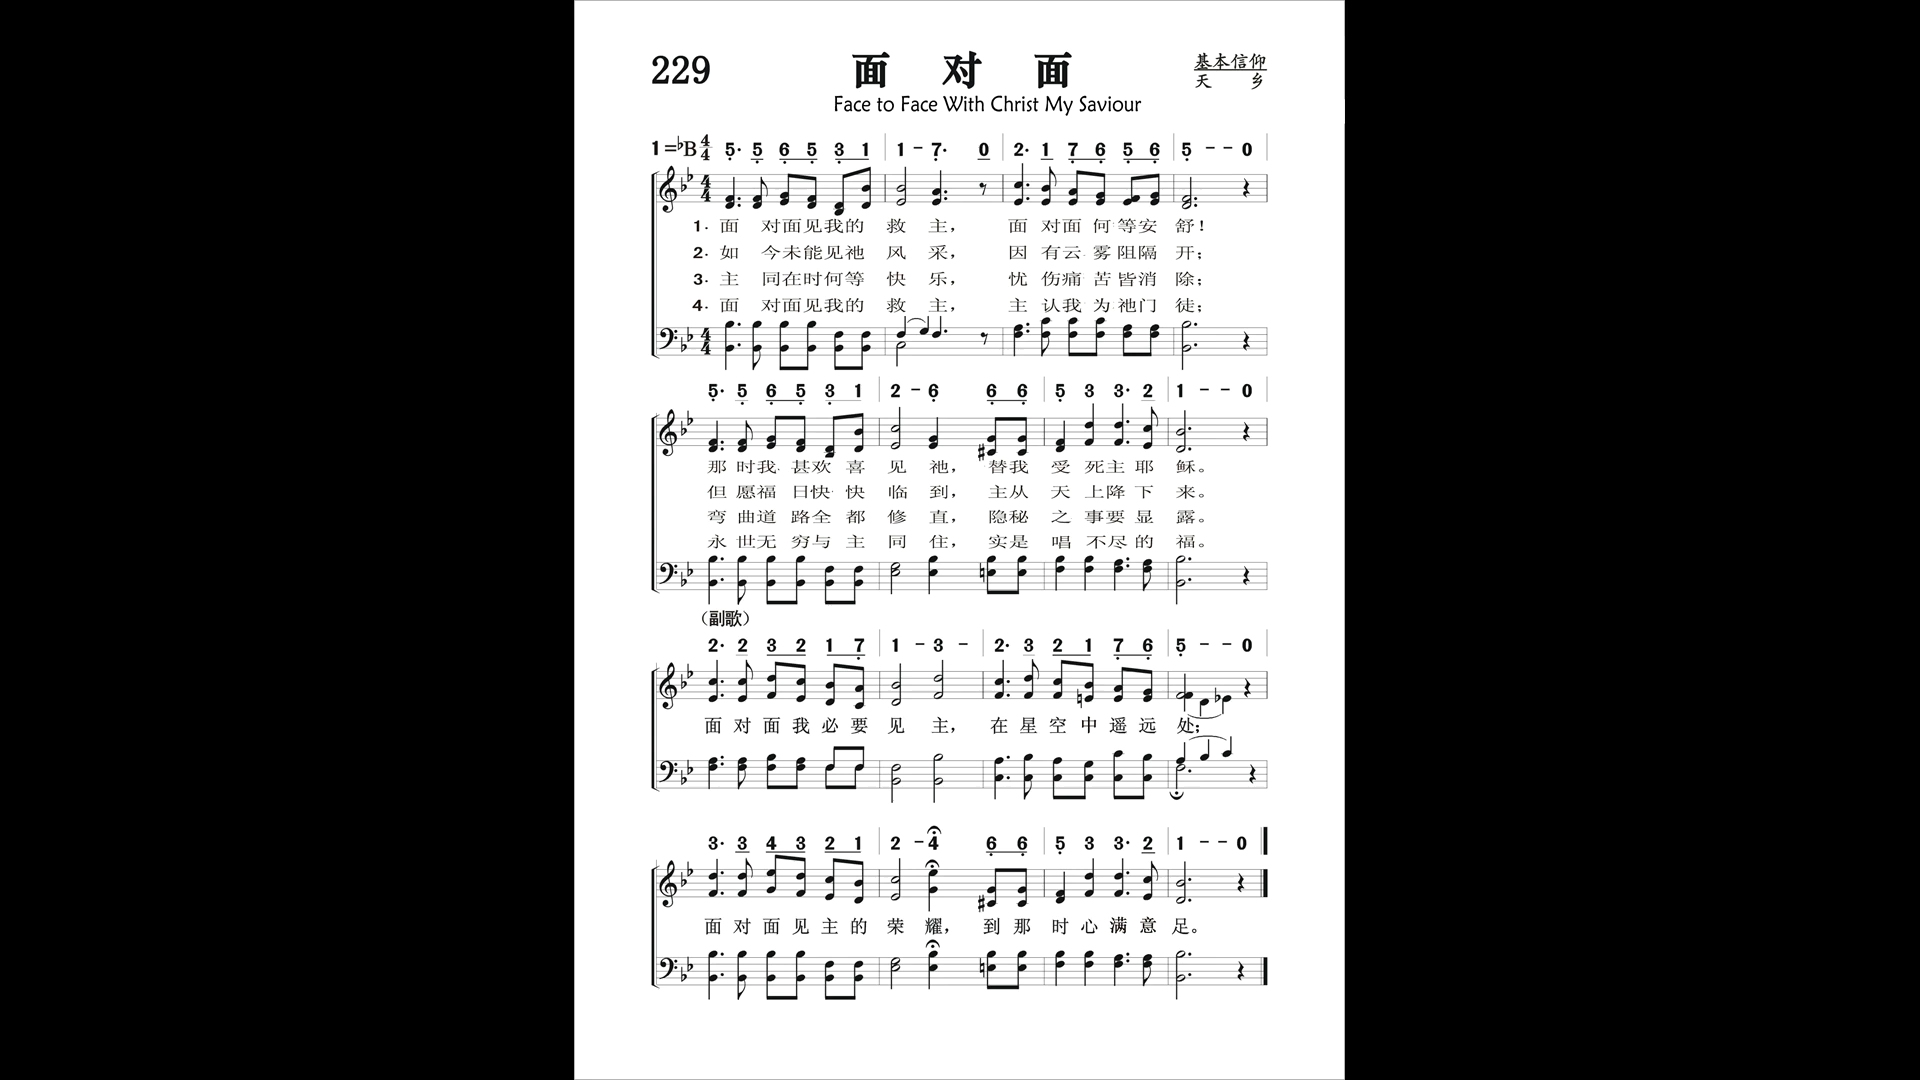 229
面 对 面
基本信仰
天 乡
Face to Face With Christ My Saviour
1=♭B 4/4 5· 5 6 5 3 1 | 1 - 7· 0 | 2· 1 7 6 5 6 | 5 - - 0 |
1. 面 对面见我的 救 主， 面 对面 何等安 舒！
2. 如 今未能见祂 风 采， 因 有云 雾阻隔 开；
3. 主 同在时何等 快 乐， 忧 伤痛 苦皆消 除；
4. 面 对面见我的 救 主， 主 认我 为祂门 徒；
5· 5 6 5 3 1 | 2 - 6 6 6 | 5 3 3· 2 | 1 - - 0 |
那 时我 甚欢 喜 见 祂， 替我 受 死主 耶 稣。
但 愿福 日快 快 临 到， 主从 天 上降 下 来。
弯 曲道 路全 都 修 直， 隐秘 之 事要 显 露。
永 世无 穷与 主 同 住， 实是 唱 不尽 的 福。
（副歌）
2· 2 3 2 1 7 | 1 - 3 - | 2· 3 2 1 7 6 | 5 - - 0 |
面 对 面 我 必 要 见 主， 在 星 空 中 遥 远 处；
3· 3 4 3 2 1 | 2 - 4 6 6 | 5 3 3· 2 | 1 - - 0
面 对 面 见 主 的 荣 耀， 到 那 时 心 满 意 足。